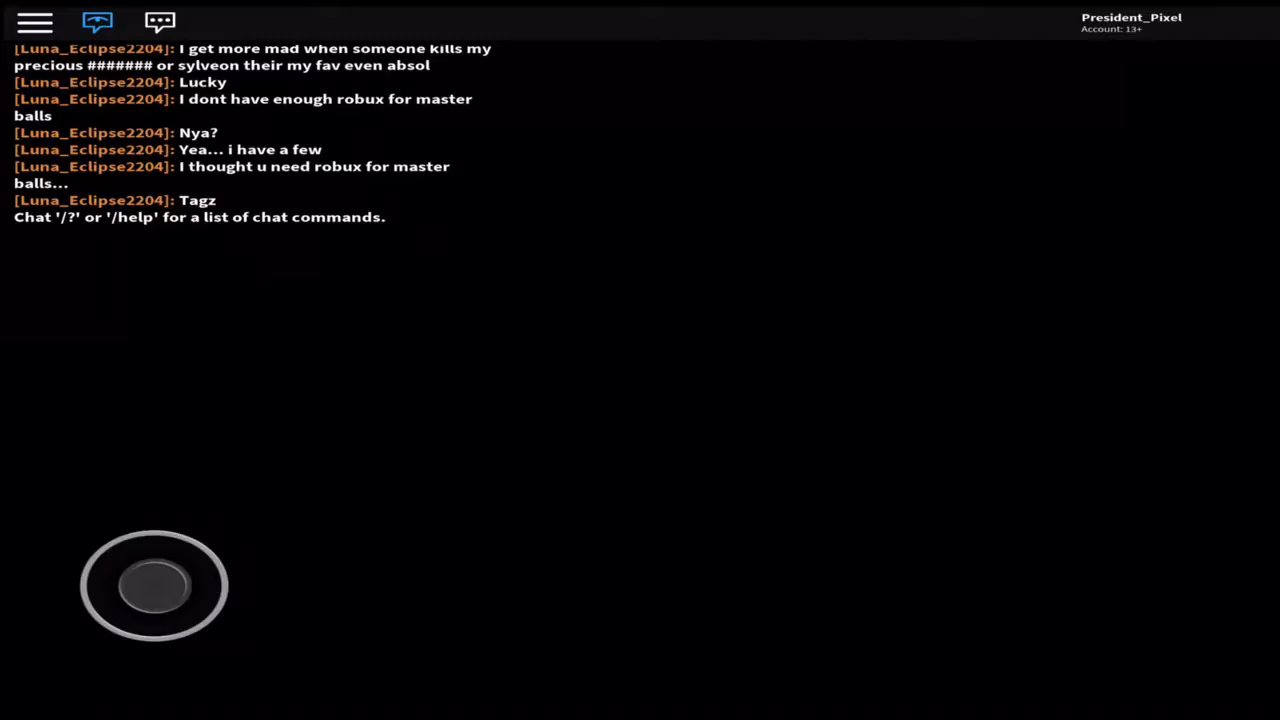 President_Pixel
Account: 13+
[Luna_Eclipse2204]: I get more mad when someone kills my
precious ####### or sylveon their my fav even absol
[Luna_Eclipse2204]: Lucky
[Luna_Eclipse2204]: I dont have enough robux for master
balls
[Luna_Eclipse2204]: Nya?
[Luna_Eclipse2204]: Yea... i have a few
[Luna_Eclipse2204]: I thought u need robux for master
balls...
[Luna_Eclipse2204]: Tagz
Chat '/?' or '/help' for a list of chat commands.